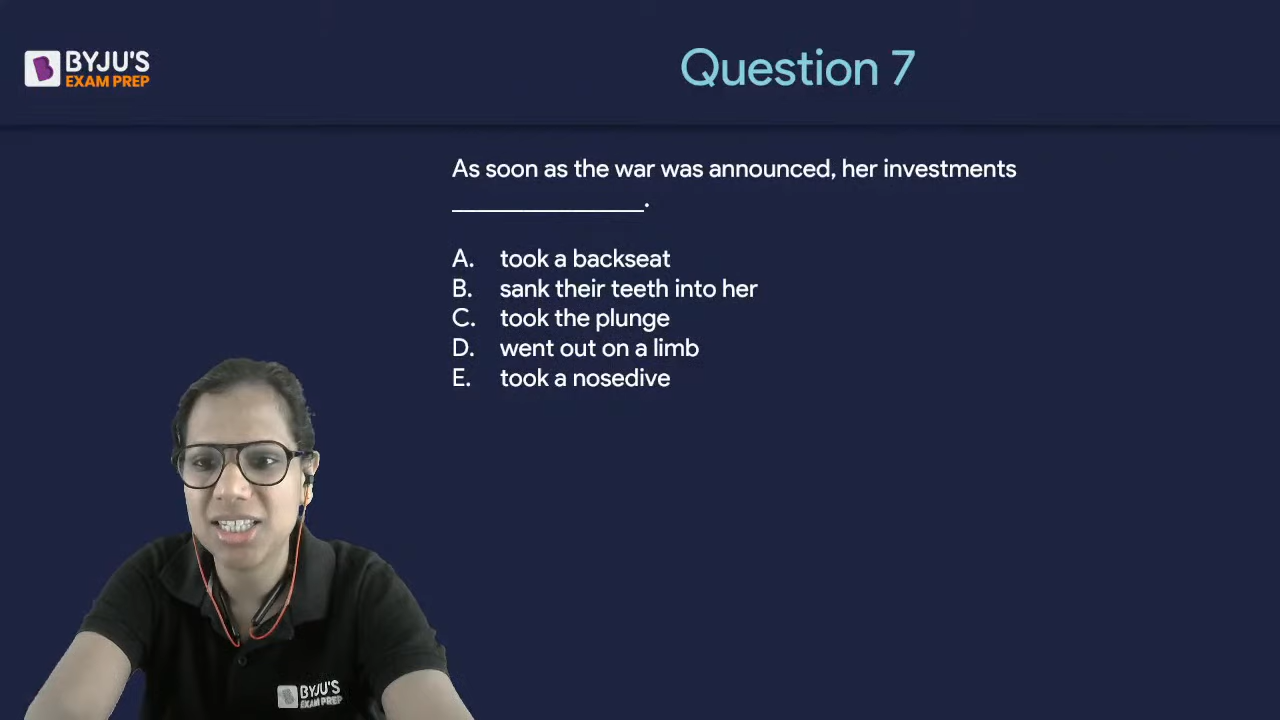 BYJU'S
EXAM PREP
Question 7
As soon as the war was announced, her investments
________________.
A. took a backseat
B. sank their teeth into her
C. took the plunge
D. went out on a limb
E. took a nosedive
BYJU'S
EXAM PREP